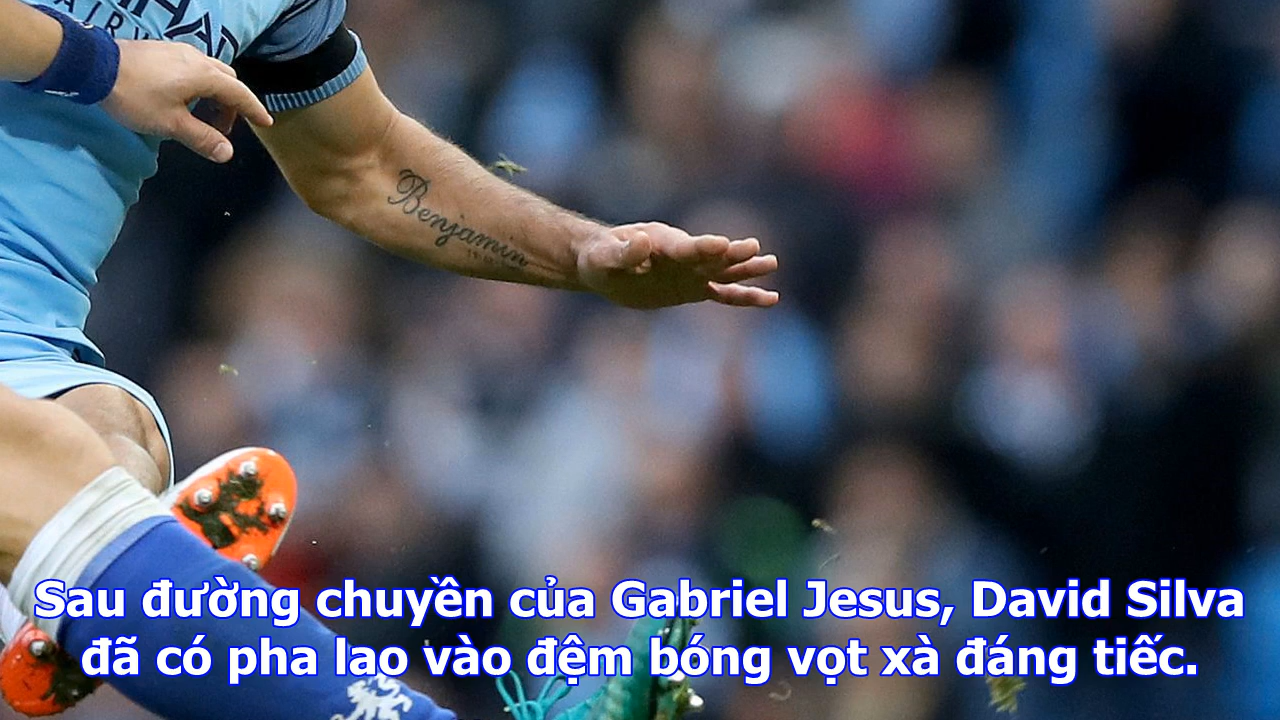 Benjamin
Sau đường chuyền của Gabriel Jesus, David Silva
đã có pha lao vào đệm bóng vọt xà đáng tiếc.